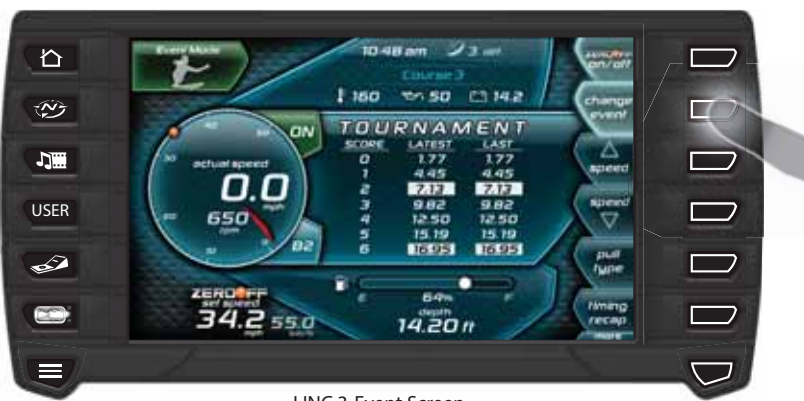 Event Mode
10:48 am 3 am
Course 3
160 50 14.2
ZERO OFF
on/off
change
event
speed
speed
pull
type
timing
recap
more
USER
ON
actual speed
0.0
mph
650
rpm
B2
TOURNAMENT
SCORE LATEST LAST
0 1.77 1.77
1 4.45 4.45
2 7.13 7.13
3 9.82 9.82
4 12.50 12.50
5 15.19 15.19
6 16.95 16.95
ZEROOFF
set speed
34.2 55.0
mph
E 64% F
depth
14.20 ft
LINC 2 Event Screen